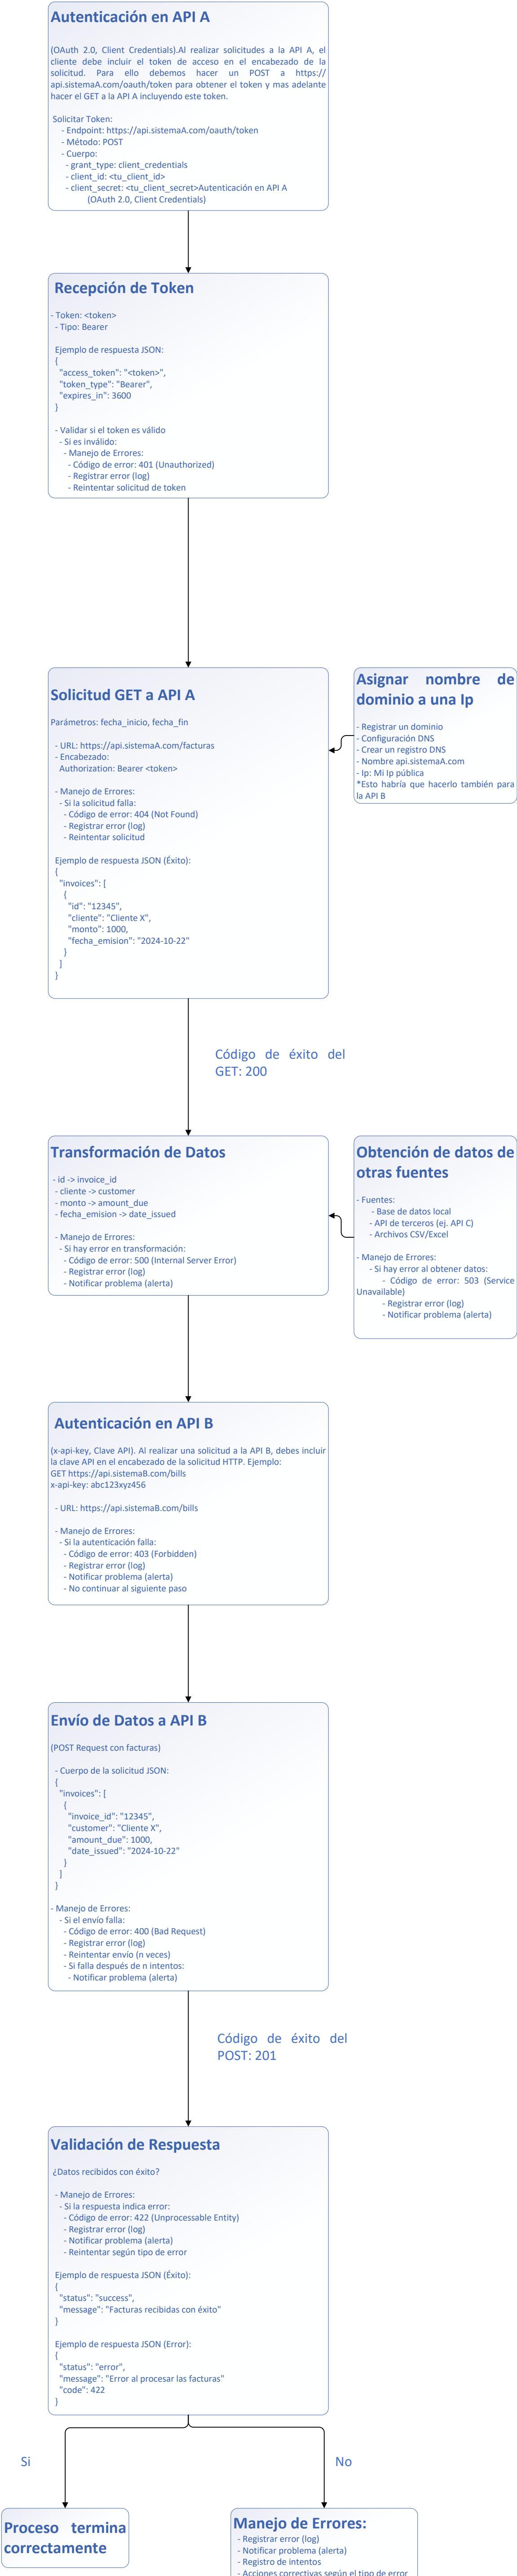 Autenticación en API A
(OAuth 2.0, Client Credentials).Al realizar solicitudes a la API A, el
cliente debe incluir el token de acceso en el encabezado de la
solicitud. Para ello debemos hacer un POST a https://
api.sistemaA.com/oauth/token para obtener el token y mas adelante
hacer el GET a la API A incluyendo este token.
Solicitar Token:
- Endpoint: https://api.sistemaA.com/oauth/token
- Método: POST
- Cuerpo:
- grant_type: client_credentials
- client_id: <tu_client_id>
- client_secret: <tu_client_secret>Autenticación en API A
(OAuth 2.0, Client Credentials)
Recepción de Token
- Token: <token>
- Tipo: Bearer
Ejemplo de respuesta JSON:
{
"access_token": "<token>",
"token_type": "Bearer",
"expires_in": 3600
}
- Validar si el token es válido
- Si es inválido:
- Manejo de Errores:
- Código de error: 401 (Unauthorized)
- Registrar error (log)
- Reintentar solicitud de token
Solicitud GET a API A
Parámetros: fecha_inicio, fecha_fin
- URL: https://api.sistemaA.com/facturas
- Encabezado:
Authorization: Bearer <token>
- Manejo de Errores:
- Si la solicitud falla:
- Código de error: 404 (Not Found)
- Registrar error (log)
- Reintentar solicitud
Ejemplo de respuesta JSON (Éxito):
{
"invoices": [
{
"id": "12345",
"cliente": "Cliente X",
"monto": 1000,
"fecha_emision": "2024-10-22"
}
]
}
Asignar nombre de
dominio a una Ip
- Registrar un dominio
- Configuración DNS
- Crear un registro DNS
- Nombre api.sistemaA.com
- Ip: Mi Ip pública
*Esto habría que hacerlo también para
la API B
Código de éxito del
GET: 200
Transformación de Datos
- id -> invoice_id
- cliente -> customer
- monto -> amount_due
- fecha_emision -> date_issued
- Manejo de Errores:
- Si hay error en transformación:
- Código de error: 500 (Internal Server Error)
- Registrar error (log)
- Notificar problema (alerta)
Obtención de datos de
otras fuentes
- Fuentes:
- Base de datos local
- API de terceros (ej. API C)
- Archivos CSV/Excel
- Manejo de Errores:
- Si hay error al obtener datos:
- Código de error: 503 (Service
Unavailable)
- Registrar error (log)
- Notificar problema (alerta)
Autenticación en API B
(x-api-key, Clave API). Al realizar una solicitud a la API B, debes incluir
la clave API en el encabezado de la solicitud HTTP. Ejemplo:
GET https://api.sistemaB.com/bills
x-api-key: abc123xyz456
- URL: https://api.sistemaB.com/bills
- Manejo de Errores:
- Si la autenticación falla:
- Código de error: 403 (Forbidden)
- Registrar error (log)
- Notificar problema (alerta)
- No continuar al siguiente paso
Envío de Datos a API B
(POST Request con facturas)
- Cuerpo de la solicitud JSON:
{
"invoices": [
{
"invoice_id": "12345",
"customer": "Cliente X",
"amount_due": 1000,
"date_issued": "2024-10-22"
}
]
}
- Manejo de Errores:
- Si el envío falla:
- Código de error: 400 (Bad Request)
- Registrar error (log)
- Reintentar envío (n veces)
- Si falla después de n intentos:
- Notificar problema (alerta)
Código de éxito del
POST: 201
Validación de Respuesta
¿Datos recibidos con éxito?
- Manejo de Errores:
- Si la respuesta indica error:
- Código de error: 422 (Unprocessable Entity)
- Registrar error (log)
- Notificar problema (alerta)
- Reintentar según tipo de error
Ejemplo de respuesta JSON (Éxito):
{
"status": "success",
"message": "Facturas recibidas con éxito"
}
Ejemplo de respuesta JSON (Error):
{
"status": "error",
"message": "Error al procesar las facturas"
"code": 422
}
Si
No
Proceso termina
correctamente
Manejo de Errores:
- Registrar error (log)
- Notificar problema (alerta)
- Registro de intentos
- Acciones correctivas según el tipo de error